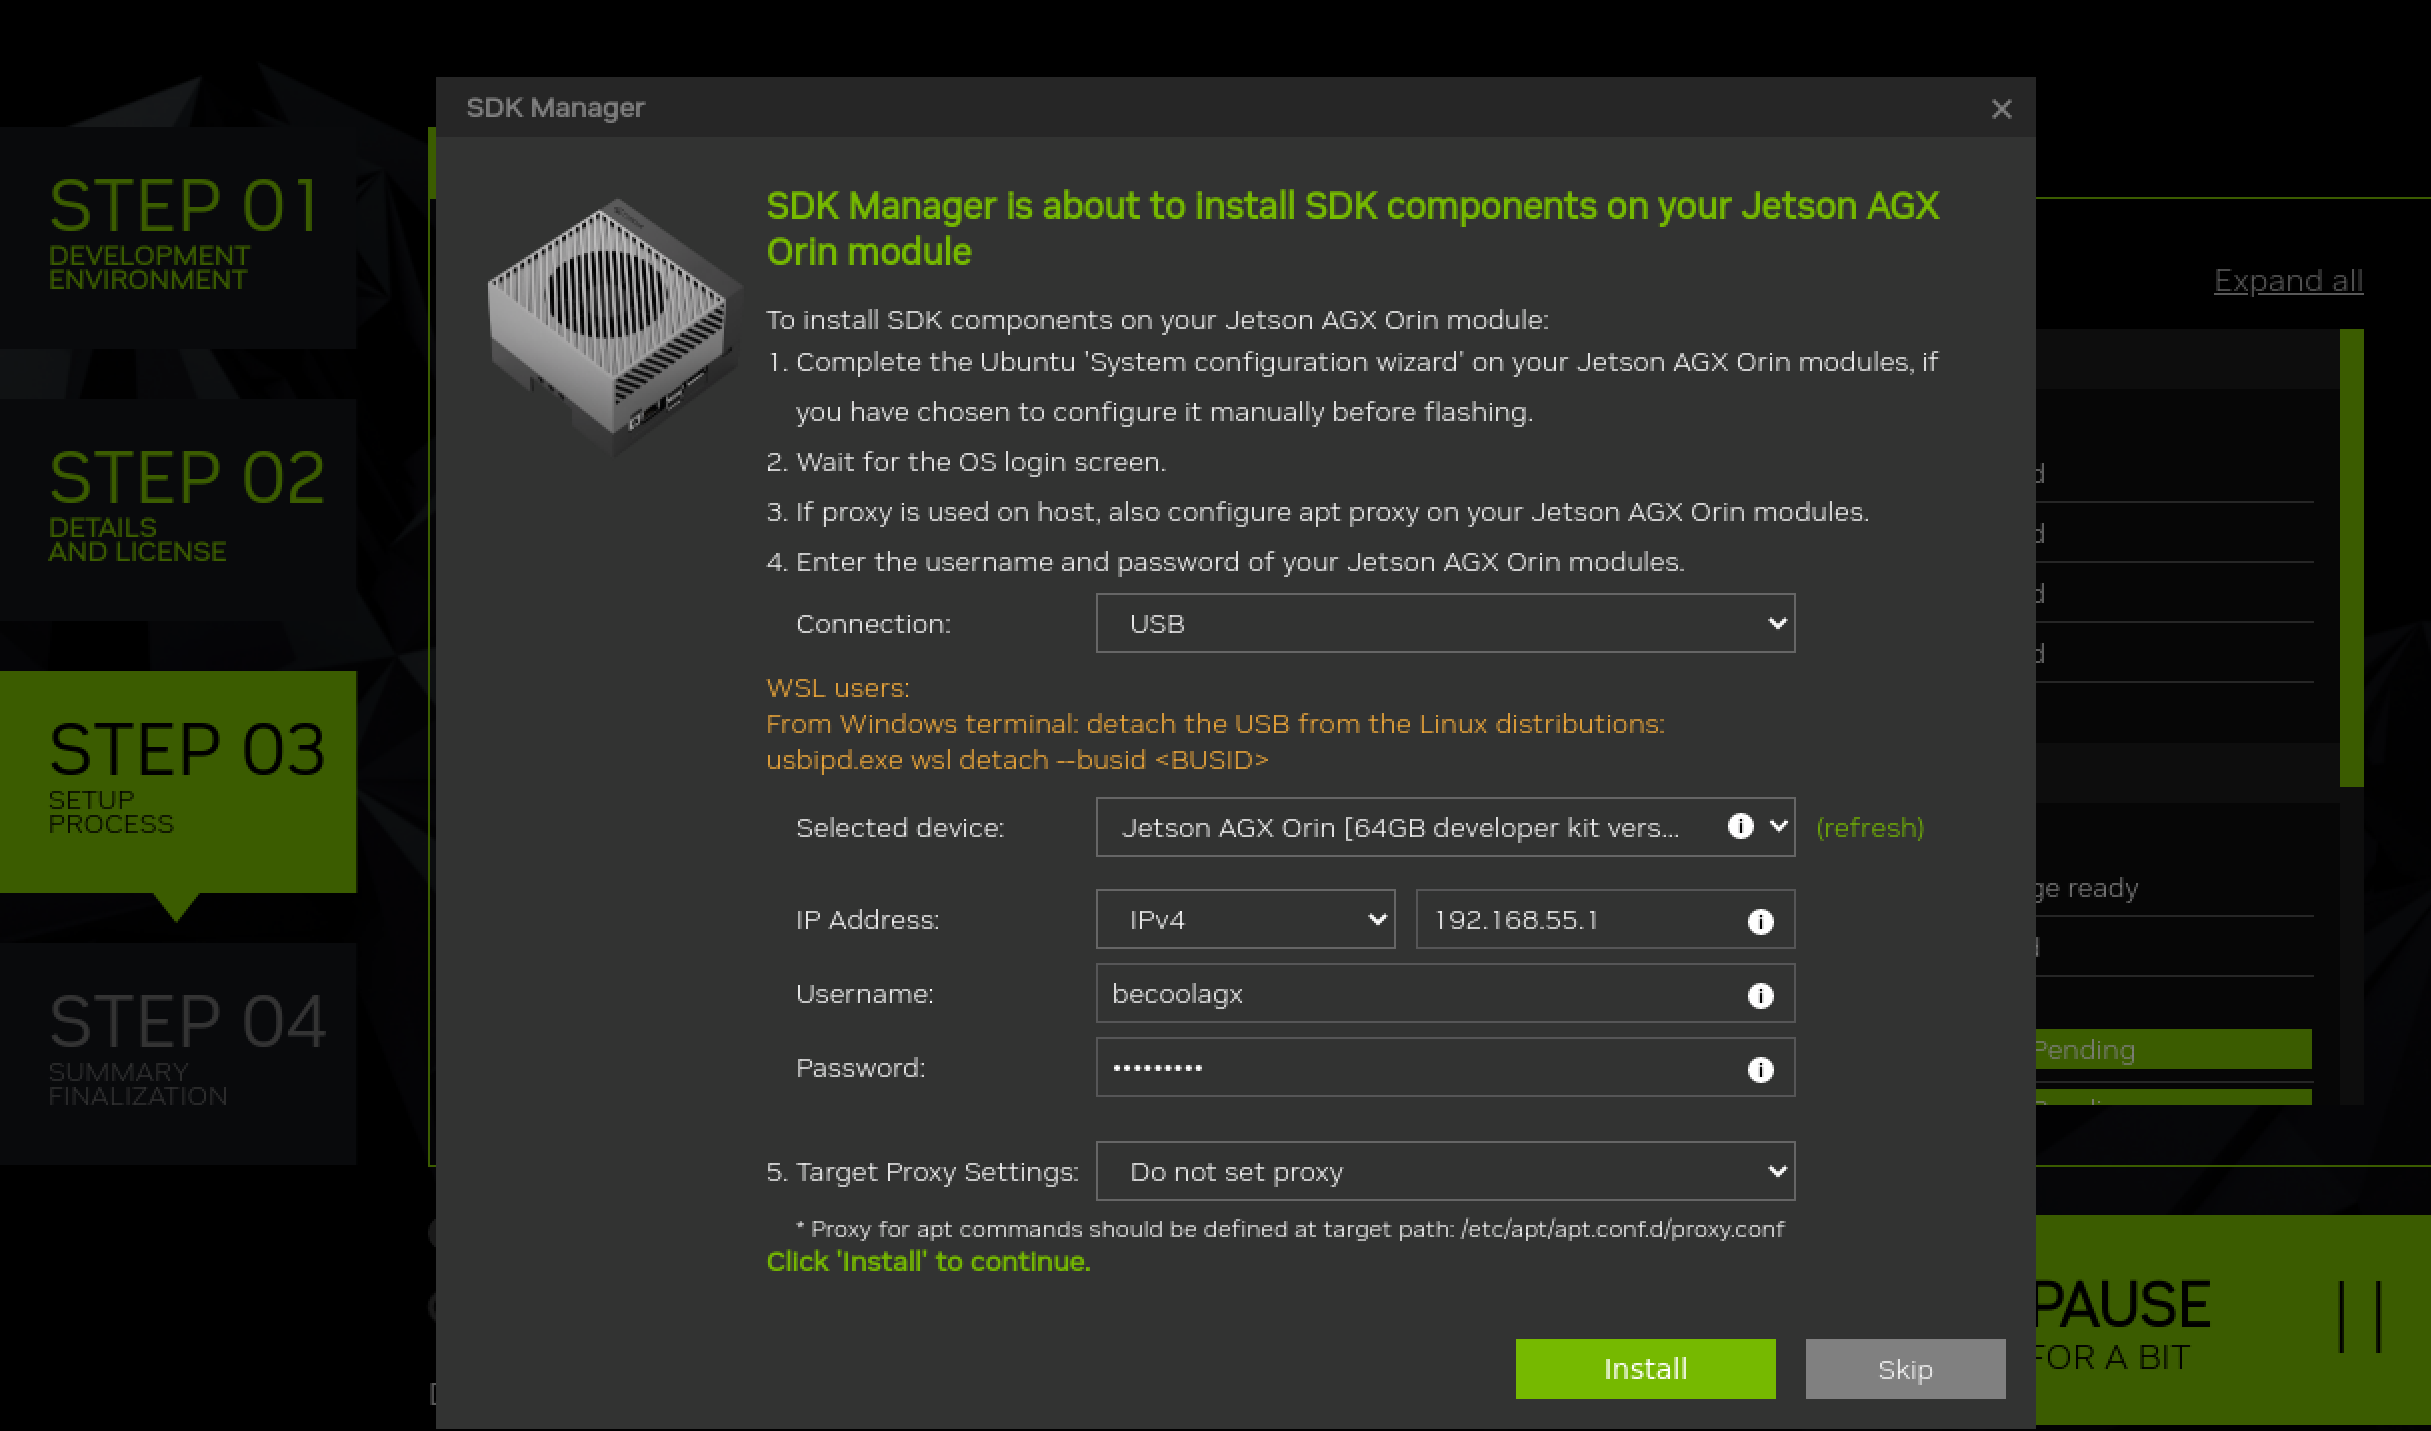 SDK Manager
STEP 01
DEVELOPMENT
ENVIRONMENT
STEP 02
DETAILS
AND LICENSE
STEP 03
SETUP
PROCESS
STEP 04
SUMMARY
FINALIZATION
SDK Manager is about to install SDK components on your Jetson AGX
Orin module
To install SDK components on your Jetson AGX Orin module:
1. Complete the Ubuntu 'System configuration wizard' on your Jetson AGX Orin modules, if
you have chosen to configure it manually before flashing.
2. Wait for the OS login screen.
3. If proxy is used on host, also configure apt proxy on your Jetson AGX Orin modules.
4. Enter the username and password of your Jetson AGX Orin modules.
Connection: USB
WSL users:
From Windows terminal: detach the USB from the Linux distributions:
usbipd.exe wsl detach --busid <BUSID>
Selected device: Jetson AGX Orin [64GB developer kit vers... (refresh)
IP Address: IPv4 192.168.55.1
Username: becoolagx
Password: •••••••••
5. Target Proxy Settings: Do not set proxy
* Proxy for apt commands should be defined at target path: /etc/apt/apt.conf.d/proxy.conf
Click 'Install' to continue.
Install
Skip
Expand all
ready
Pending
PAUSE
FOR A BIT